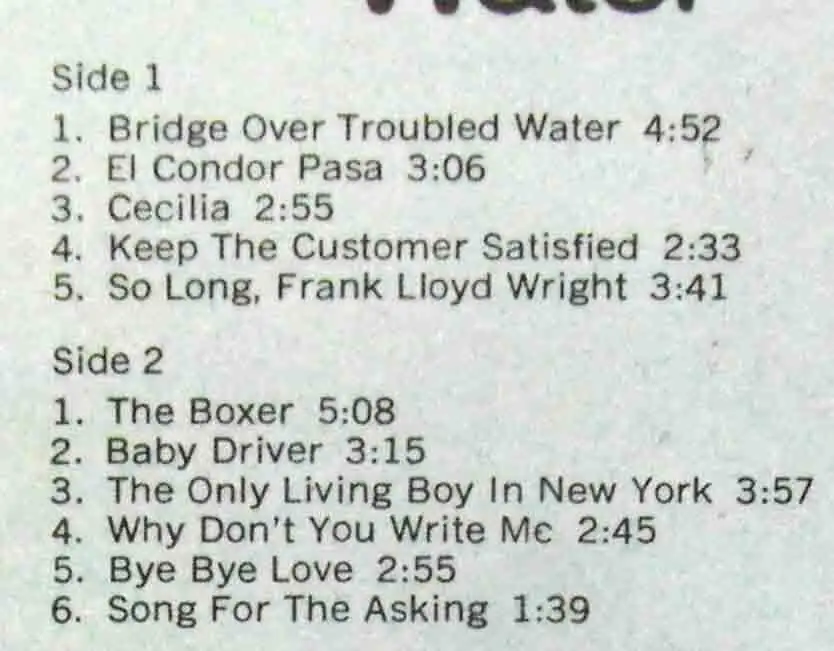 Water
Side 1
1. Bridge Over Troubled Water 4:52
2. El Condor Pasa 3:06
3. Cecilia 2:55
4. Keep The Customer Satisfied 2:33
5. So Long, Frank Lloyd Wright 3:41
Side 2
1. The Boxer 5:08
2. Baby Driver 3:15
3. The Only Living Boy In New York 3:57
4. Why Don't You Write Me 2:45
5. Bye Bye Love 2:55
6. Song For The Asking 1:39